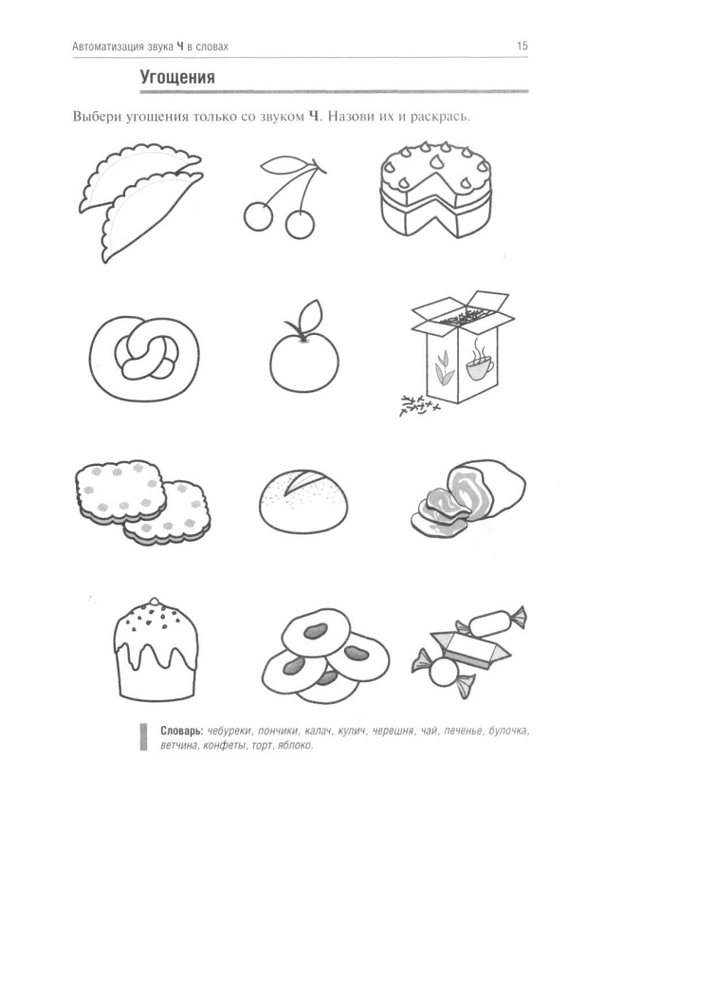 Автоматизация звука Ч в словах 15
Угощения
Выбери угощения только со звуком Ч. Назови их и раскрась.
Словарь: чебуреки, пончики, калач, кулич, черешня, чай, печенье, булочка,
ветчина, конфеты, торт, яблоко.